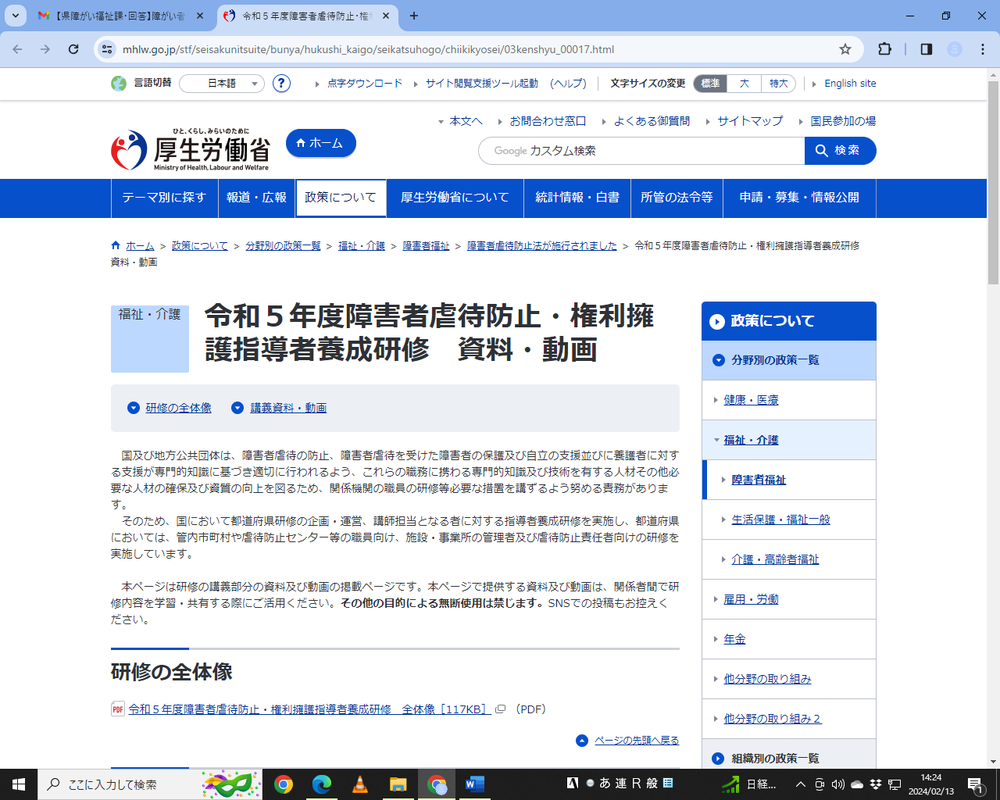 【県障がい福祉課・回答】障がい者
令和５年度障害者虐待防止・権
mhlw.go.jp/stf/seisakunitsuite/bunya/hukushi_kaigo/seikatsuhogo/chiikikyosei/03kenshyu_00017.html
言語切替 日本語 ? 点字ダウンロード サイト閲覧支援ツール起動 (ヘルプ) 文字サイズの変更 標準 大 特大 English site
本文へ お問合わせ窓口 よくある御質問 サイトマップ 国民参加の場
ひと、くらし、みらいのために
厚生労働省
Ministry of Health, Labour and Welfare
ホーム
Google カスタム検索 検索
テーマ別に探す 報道・広報 政策について 厚生労働省について 統計情報・白書 所管の法令等 申請・募集・情報公開
ホーム > 政策について > 分野別の政策一覧 > 福祉・介護 > 障害者福祉 > 障害者虐待防止法が施行されました > 令和５年度障害者虐待防止・権利擁護指導者養成研修
資料・動画
福祉・介護
令和５年度障害者虐待防止・権利擁
護指導者養成研修　資料・動画
研修の全体像 講義資料・動画
国及び地方公共団体は、障害者虐待の防止、障害者虐待を受けた障害者の保護及び自立の支援並びに養護者に対す
る支援が専門的知識に基づき適切に行われるよう、これらの職務に携わる専門的知識及び技術を有する人材その他必
要な人材の確保及び資質の向上を図るため、関係機関の職員の研修等必要な措置を講ずるよう努める責務がありま
す。
そのため、国において都道府県研修の企画・運営、講師担当となる者に対する指導者養成研修を実施し、都道府県
においては、管内市町村や虐待防止センター等の職員向け、施設・事業所の管理者及び虐待防止責任者向けの研修を
実施しています。
本ページは研修の講義部分の資料及び動画の掲載ページです。本ページで提供する資料及び動画は、関係者間で研
修内容を学習・共有する際にご活用ください。その他の目的による無断使用は禁じます。SNSでの投稿もお控えく
ださい。
研修の全体像
PDF 令和５年度障害者虐待防止・権利擁護指導者養成研修　全体像［117KB］ （PDF）
ページの先頭へ戻る
政策について
分野別の政策一覧
健康・医療
福祉・介護
障害者福祉
生活保護・福祉一般
介護・高齢者福祉
雇用・労働
年金
他分野の取り組み
他分野の取り組み２
組織別の政策一覧
ここに入力して検索
W
A あ 連 R 般
日経...
14:24
2024/02/13
1